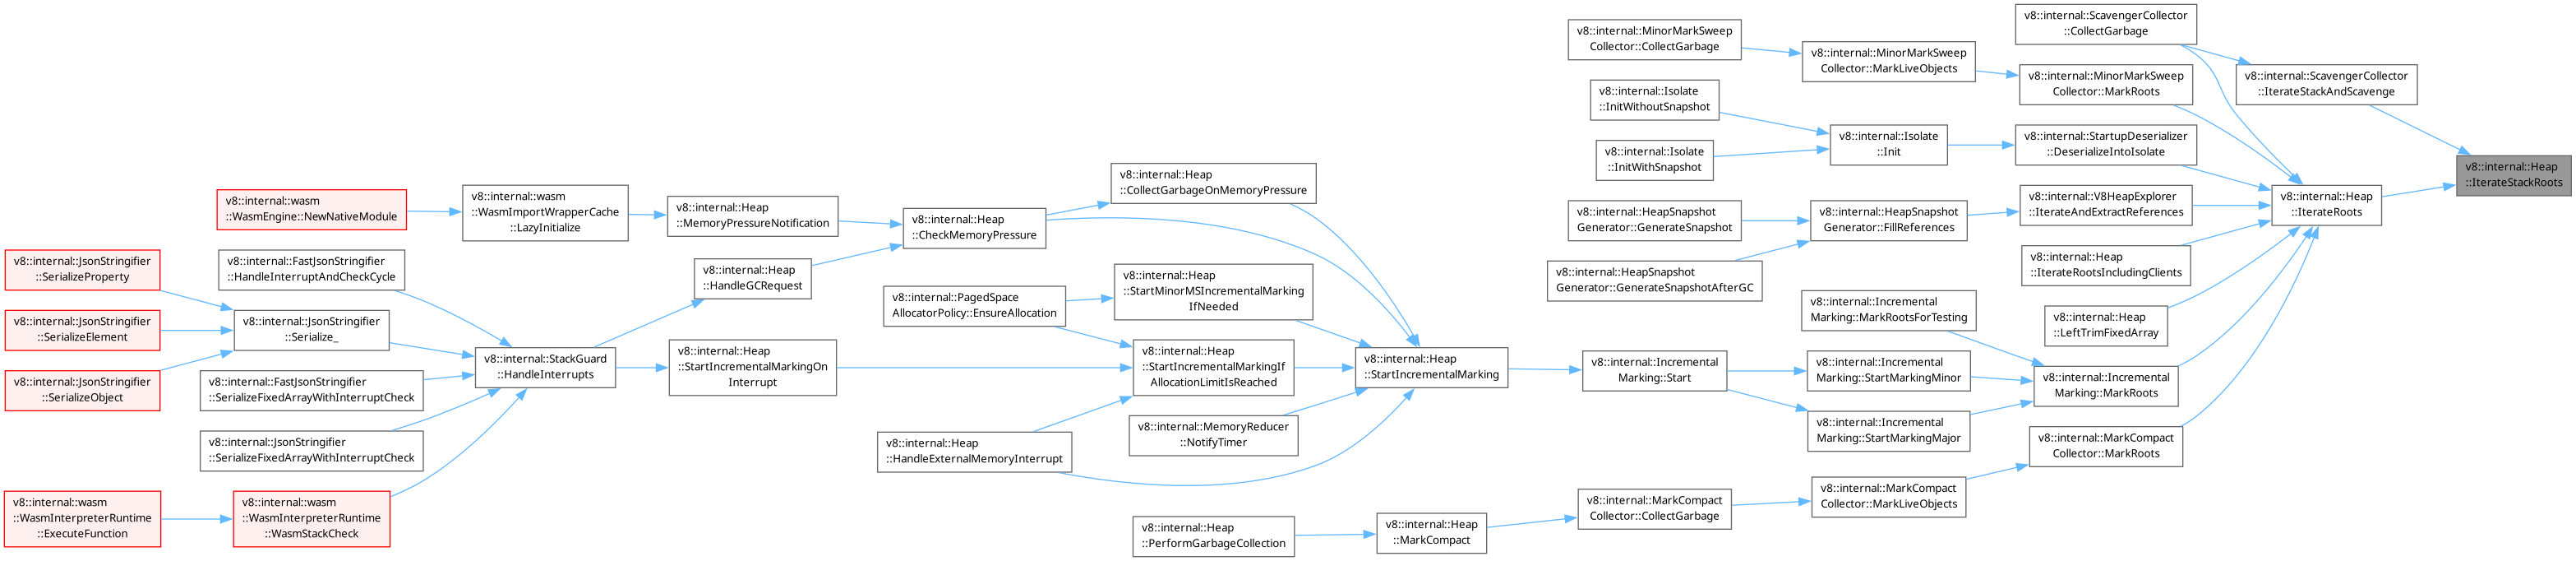 v8::internal::ScavengerCollector
::CollectGarbage
v8::internal::MinorMarkSweep
Collector::CollectGarbage
v8::internal::MinorMarkSweep
Collector::MarkLiveObjects
v8::internal::MinorMarkSweep
Collector::MarkRoots
v8::internal::ScavengerCollector
::IterateStackAndScavenge
v8::internal::Isolate
::InitWithoutSnapshot
v8::internal::Isolate
::InitWithSnapshot
v8::internal::Isolate
::Init
v8::internal::StartupDeserializer
::DeserializeIntoIsolate
v8::internal::Heap
::IterateStackRoots
v8::internal::Heap
::CollectGarbageOnMemoryPressure
v8::internal::wasm
::WasmEngine::NewNativeModule
v8::internal::wasm
::WasmImportWrapperCache
::LazyInitialize
v8::internal::Heap
::MemoryPressureNotification
v8::internal::Heap
::CheckMemoryPressure
v8::internal::HeapSnapshot
Generator::GenerateSnapshot
v8::internal::HeapSnapshot
Generator::FillReferences
v8::internal::V8HeapExplorer
::IterateAndExtractReferences
v8::internal::Heap
::IterateRoots
v8::internal::JsonStringifier
::SerializeProperty
v8::internal::FastJsonStringifier
::HandleInterruptAndCheckCycle
v8::internal::Heap
::HandleGCRequest
v8::internal::Heap
::StartMinorMSIncrementalMarking
IfNeeded
v8::internal::HeapSnapshot
Generator::GenerateSnapshotAfterGC
v8::internal::Heap
::IterateRootsIncludingClients
v8::internal::PagedSpace
AllocatorPolicy::EnsureAllocation
v8::internal::Incremental
Marking::MarkRootsForTesting
v8::internal::Heap
::LeftTrimFixedArray
v8::internal::JsonStringifier
::SerializeElement
v8::internal::JsonStringifier
::Serialize_
v8::internal::StackGuard
::HandleInterrupts
v8::internal::Heap
::StartIncrementalMarkingOn
Interrupt
v8::internal::Heap
::StartIncrementalMarkingIf
AllocationLimitIsReached
v8::internal::Heap
::StartIncrementalMarking
v8::internal::Incremental
Marking::Start
v8::internal::Incremental
Marking::StartMarkingMinor
v8::internal::Incremental
Marking::MarkRoots
v8::internal::JsonStringifier
::SerializeObject
v8::internal::FastJsonStringifier
::SerializeFixedArrayWithInterruptCheck
v8::internal::JsonStringifier
::SerializeFixedArrayWithInterruptCheck
v8::internal::Heap
::HandleExternalMemoryInterrupt
v8::internal::MemoryReducer
::NotifyTimer
v8::internal::Incremental
Marking::StartMarkingMajor
v8::internal::MarkCompact
Collector::MarkRoots
v8::internal::wasm
::WasmInterpreterRuntime
::ExecuteFunction
v8::internal::wasm
::WasmInterpreterRuntime
::WasmStackCheck
v8::internal::Heap
::PerformGarbageCollection
v8::internal::Heap
::MarkCompact
v8::internal::MarkCompact
Collector::CollectGarbage
v8::internal::MarkCompact
Collector::MarkLiveObjects